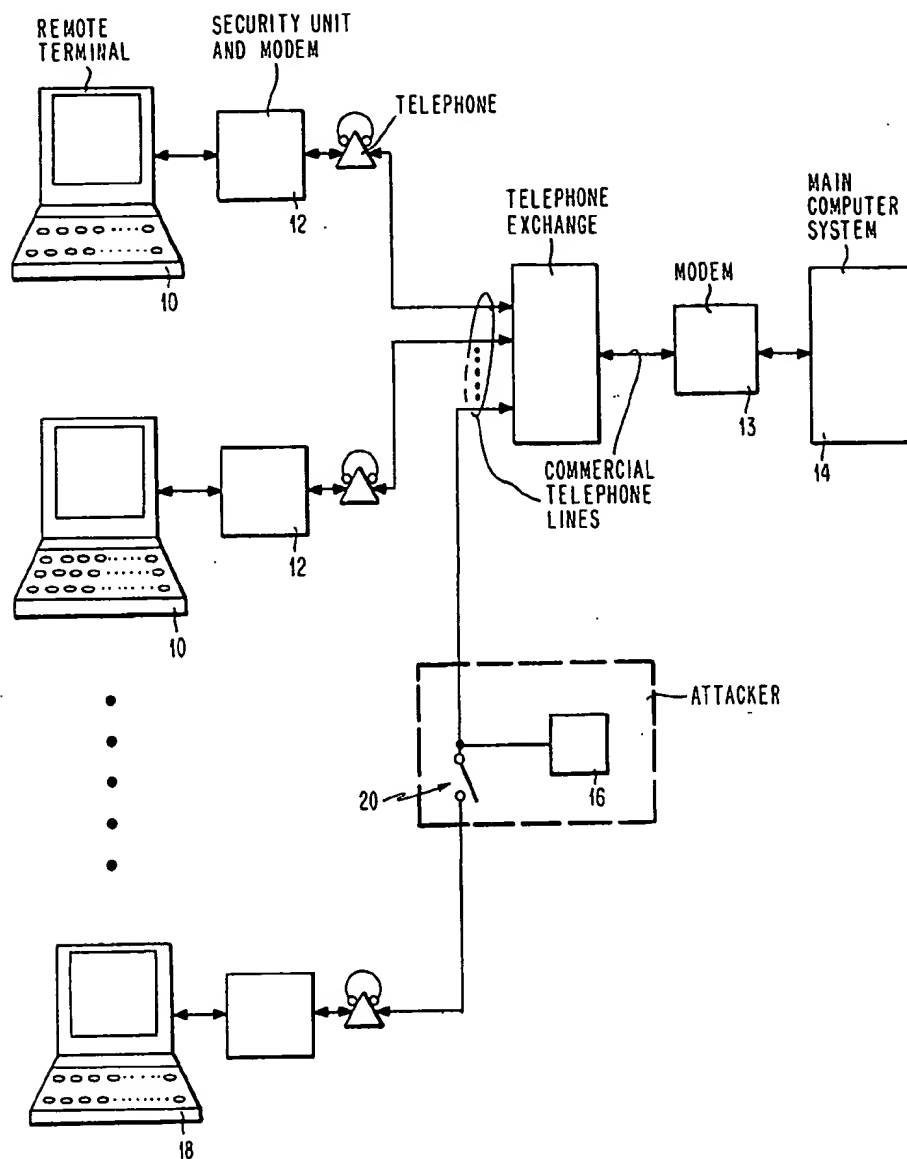 REMOTE
TERMINAL
SECURITY UNIT
AND MODEM
TELEPHONE
12
10
TELEPHONE
EXCHANGE
MAIN
COMPUTER
SYSTEM
MODEM
13
14
COMMERCIAL
TELEPHONE
LINES
12
10
ATTACKER
20
16
18